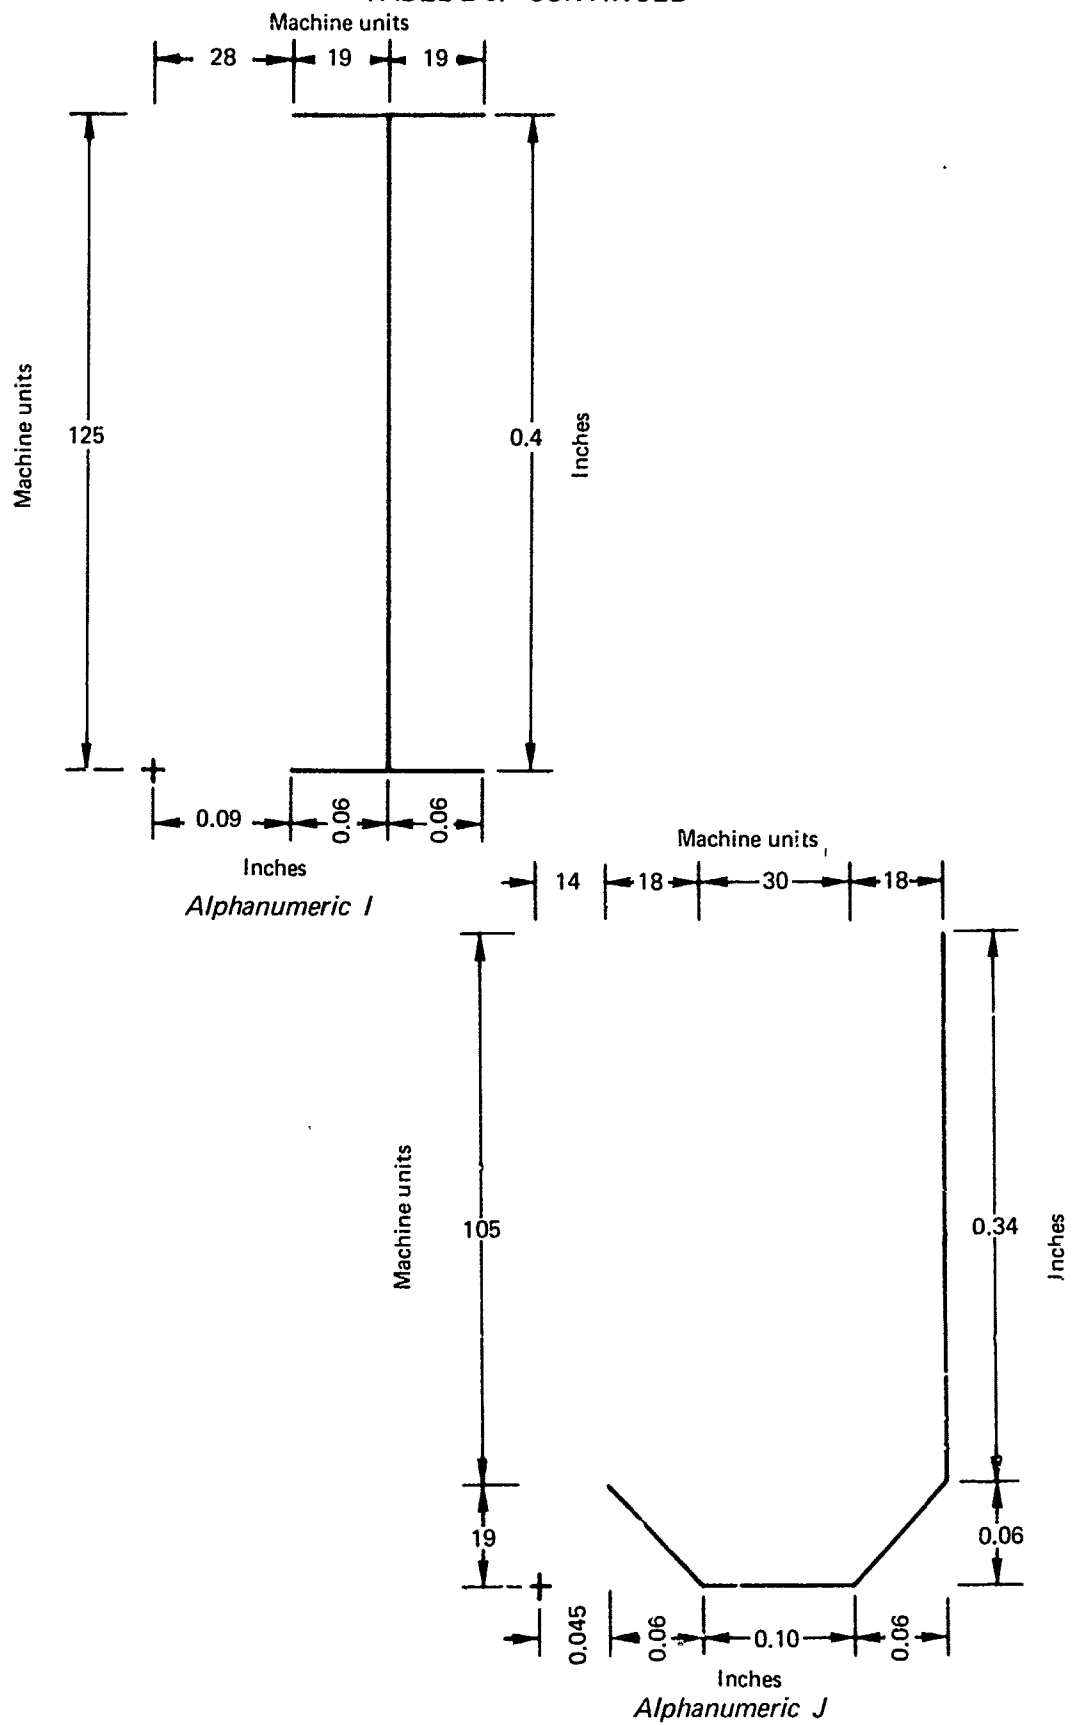 Machine units
28 19 19
Machine units
125
0.4
Inches
0.09 0.06 0.06
Inches
Alphanumeric I
Machine units
14 18 30 18
Machine units
105
0.34
Inches
19
0.06
0.045 0.06 0.10 0.06
Inches
Alphanumeric J